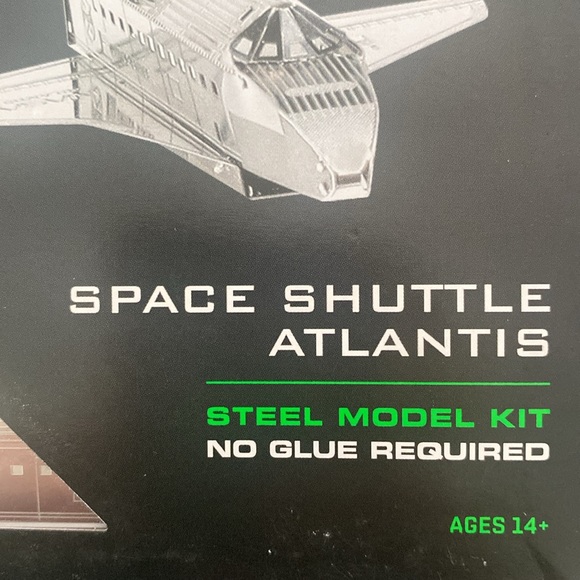 SPACE SHUTTLE
ATLANTIS
STEEL MODEL KIT
NO GLUE REQUIRED
AGES 14+